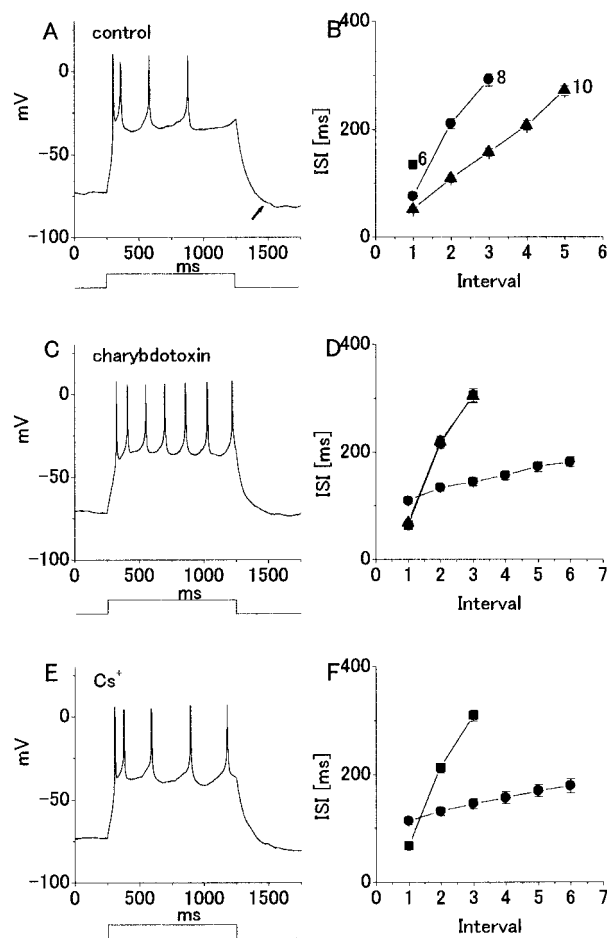 A
control
mV
0
−50
−100
0 500 1000 1500
ms
B
ISI [ms]
400
200
0
6
8
10
0 1 2 3 4 5 6
Interval
C
charybdotoxin
mV
0
−50
−100
0 500 1000 1500
ms
D
ISI [ms]
400
200
0
0 1 2 3 4 5 6 7
Interval
E
Cs⁺
mV
0
−50
−100
0 500 1000 1500
ms
F
ISI [ms]
400
200
0
0 1 2 3 4 5 6 7
Interval